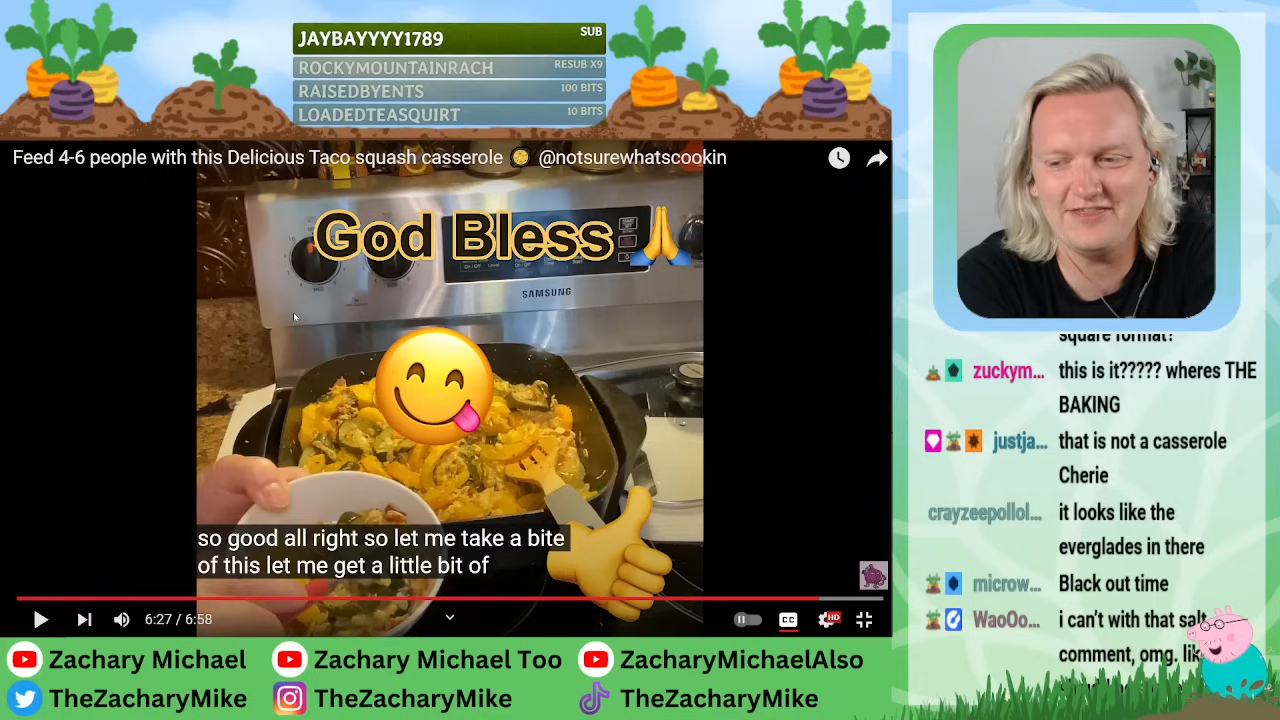 JAYBAYYYY1789 SUB
ROCKYMOUNTAINRACH RESUB X9
RAISEDBYENTS 100 BITS
LOADEDTEASQUIRT 10 BITS
Feed 4-6 people with this Delicious Taco squash casserole 🥘 @notsurewhatscookin
God Bless 🙏
SAMSUNG
so good all right so let me take a bite
of this let me get a little bit of
6:27 / 6:58
CC
HD
square format?
zuckym... this is it????? wheres THE
BAKING
justja... that is not a casserole
Cherie
crayzeepollol... it looks like the
everglades in there
microw... Black out time
WaoOo... i can't with that salt
comment, omg.
Zachary Michael
Zachary Michael Too
ZacharyMichaelAlso
TheZacharyMike
TheZacharyMike
TheZacharyMike